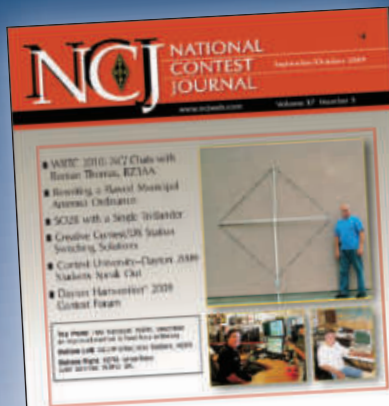 NCJ
NATIONAL
CONTEST
JOURNAL
September/October 2009
www.ncjweb.com
Volume 37 Number 5
WRTC 2010: NCJ Chats with
Roman Thomas, RZ3AA
Rewriting a Flawed Municipal
Antenna Ordinance
SO2R with a Single Tribander
Creative Contest/DX Station
Switching Solutions
Contest University—Dayton 2009
Students Speak Out
Dayton Hamvention® 2009
Contest Forum